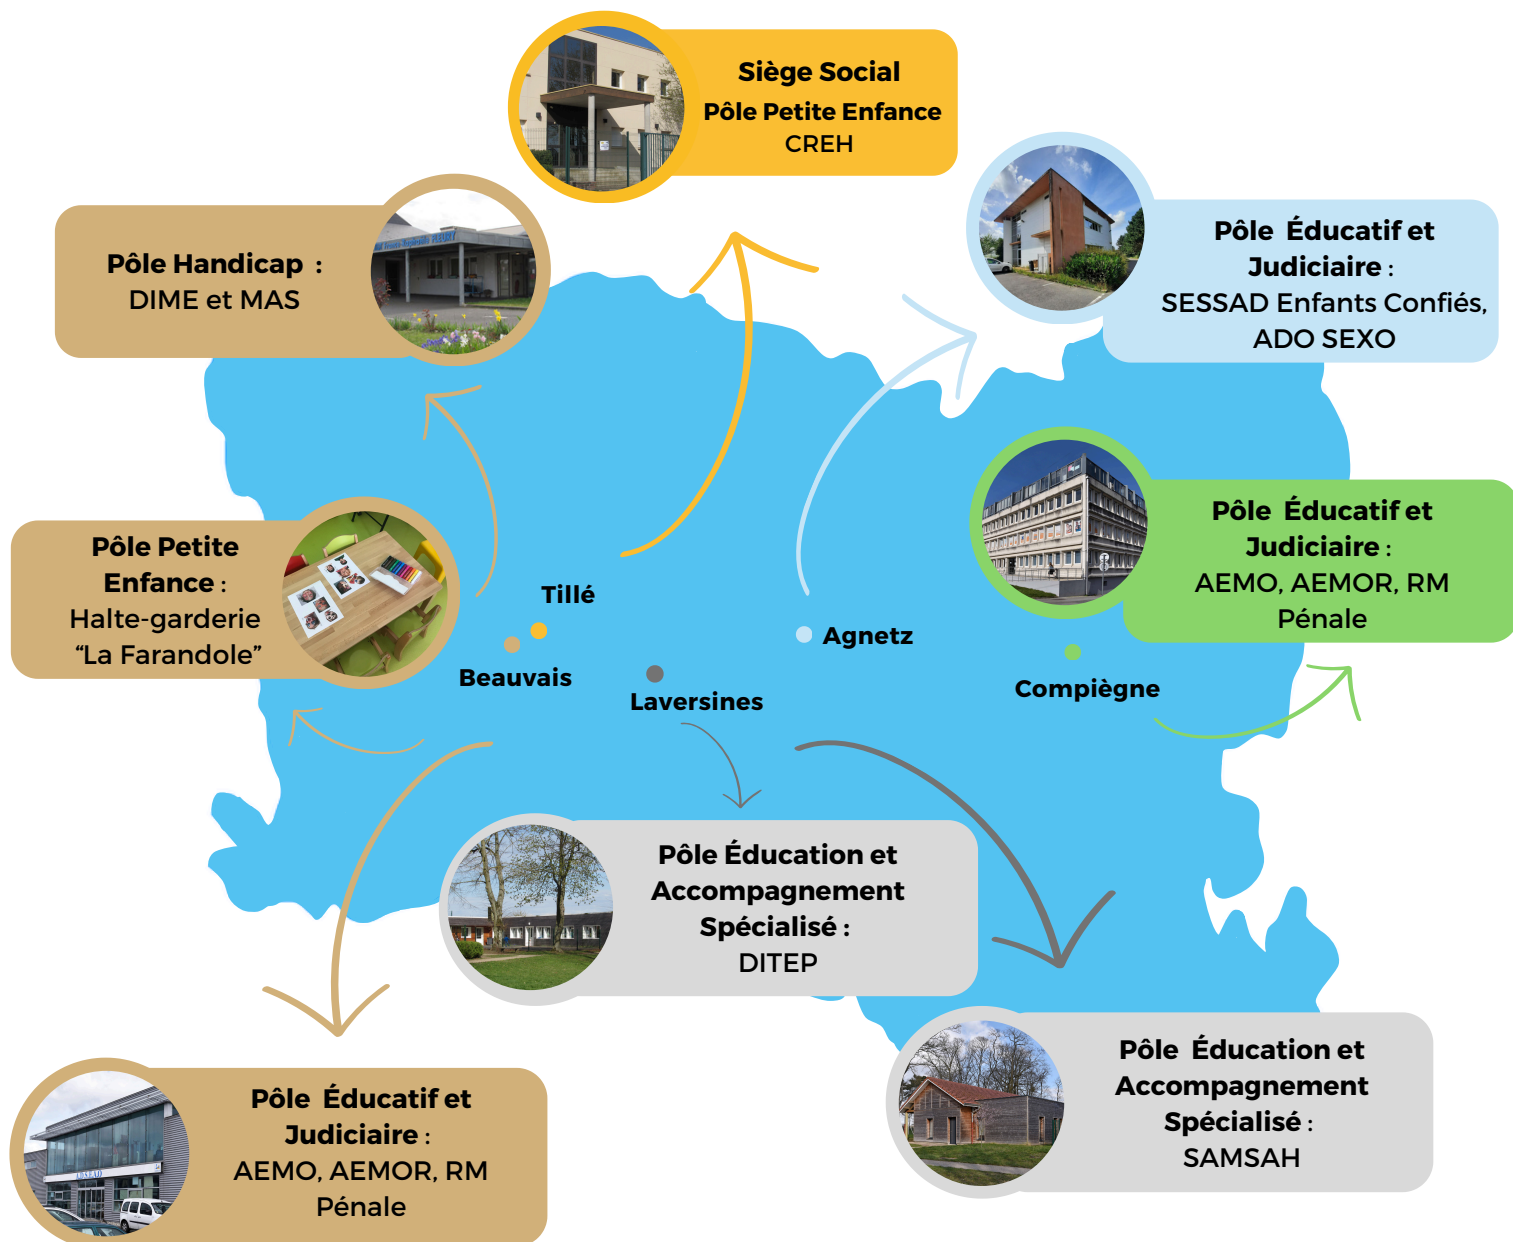 Siège Social
Pôle Petite Enfance
CREH
Pôle Handicap :
DIME et MAS
Pôle Éducatif et
Judiciaire :
SESSAD Enfants Confiés,
ADO SEXO
Pôle Petite
Enfance :
Halte-garderie
“La Farandole”
Pôle Éducatif et
Judiciaire :
AEMO, AEMOR, RM
Pénale
Tillé
Beauvais
Laversines
Agnetz
Compiègne
Pôle Éducation et
Accompagnement
Spécialisé :
DITEP
Pôle Éducation et
Accompagnement
Spécialisé :
SAMSAH
Pôle Éducatif et
Judiciaire :
AEMO, AEMOR, RM
Pénale